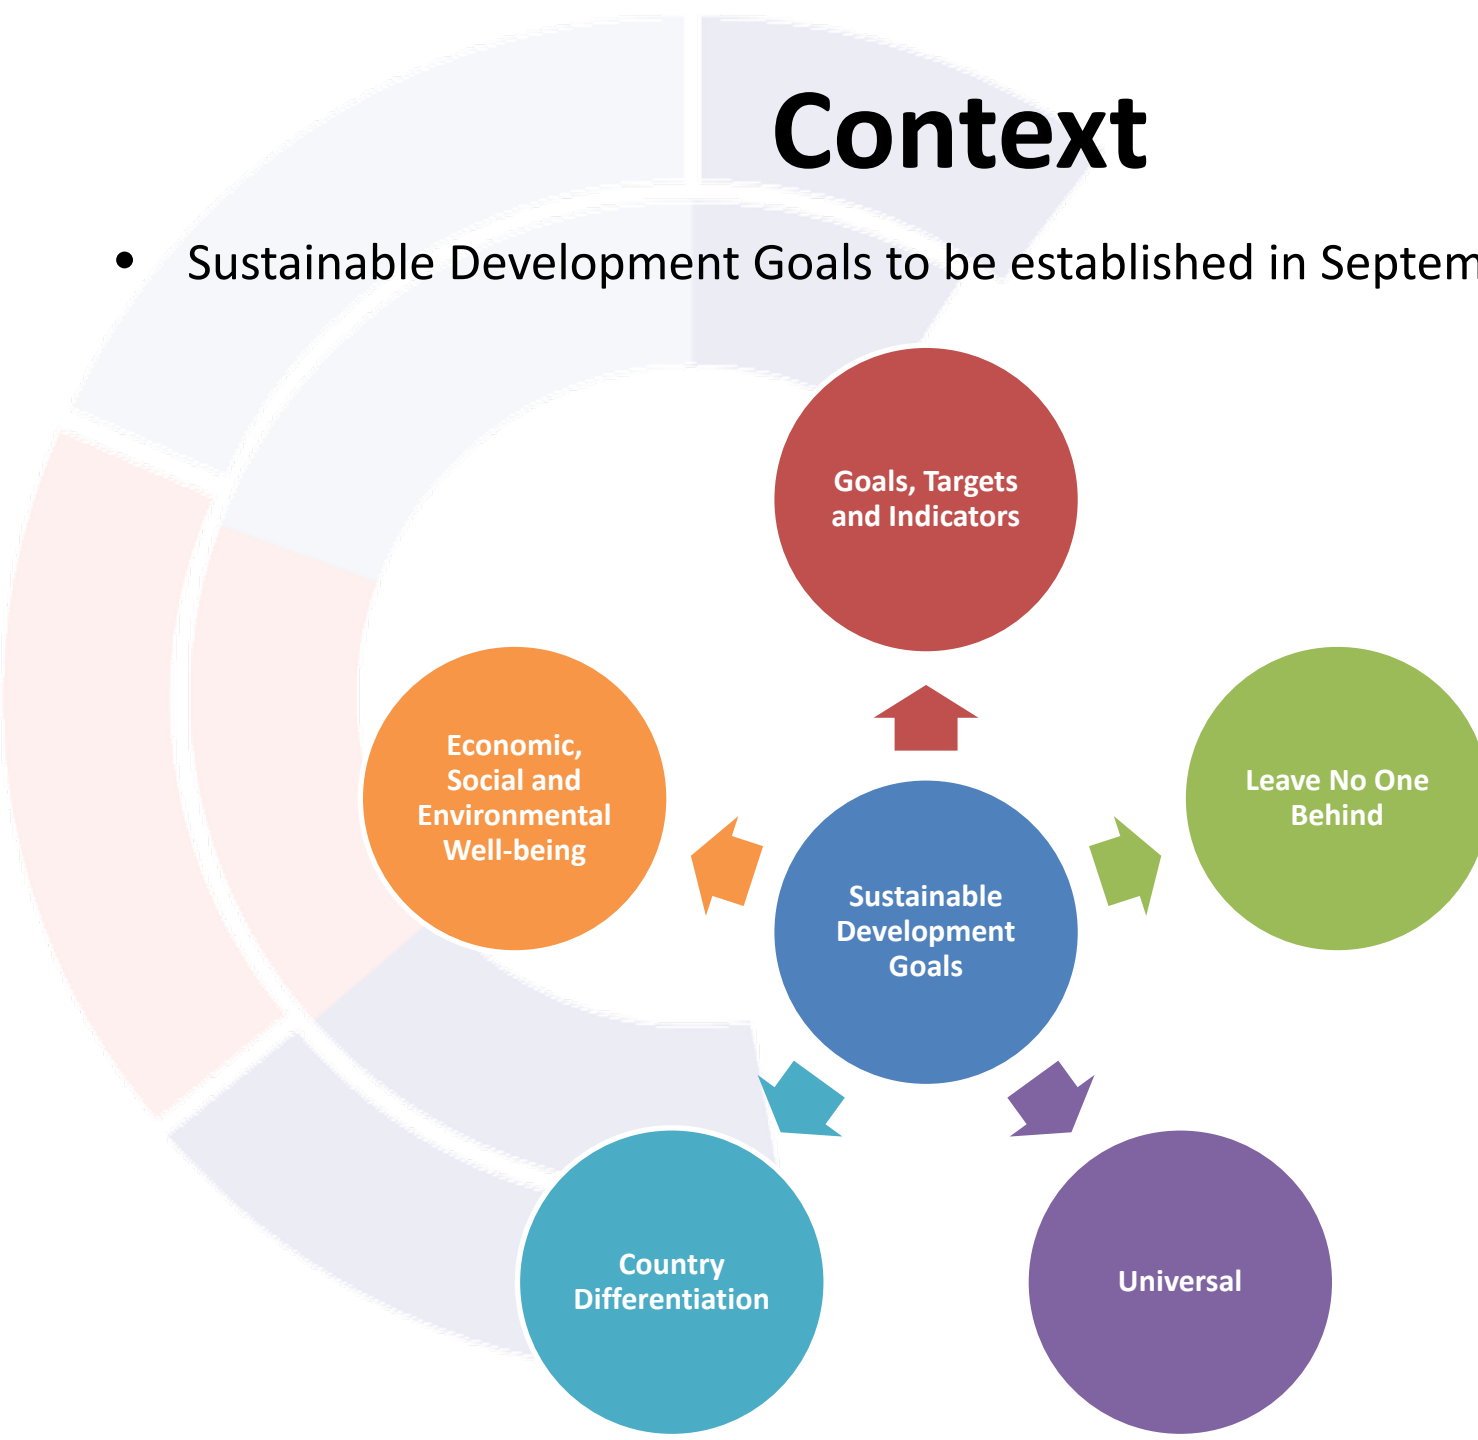 Context
• Sustainable Development Goals to be established in
Goals, Targets
and Indicators
Economic,
Social and
Environmental
Well-being
Leave No One
Behind
Sustainable
Development
Goals
Country
Differentiation
Universal